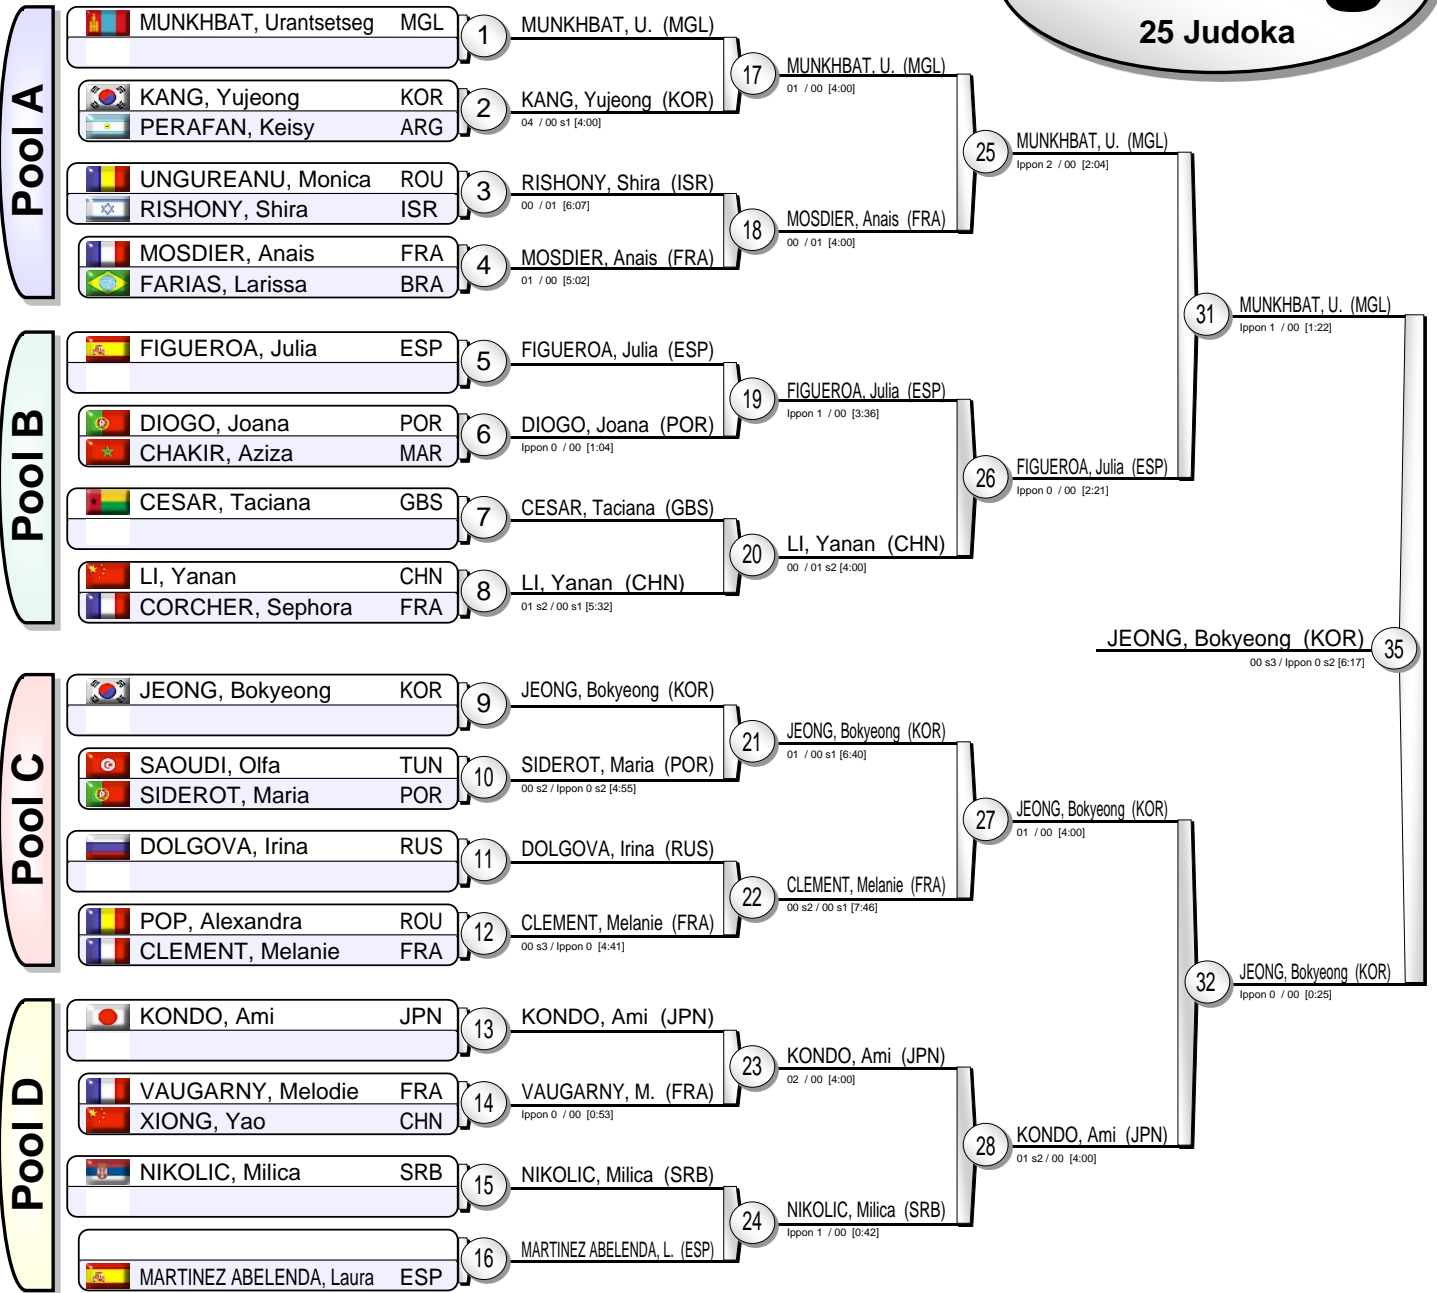 25 Judoka
Pool A
MUNKHBAT, Urantsetseg MGL
1
KANG, Yujeong KOR
PERAFAN, Keisy ARG
2
UNGUREANU, Monica ROU
RISHONY, Shira ISR
3
MOSDIER, Anais FRA
FARIAS, Larissa BRA
4
Pool B
FIGUEROA, Julia ESP
5
DIOGO, Joana POR
CHAKIR, Aziza MAR
6
CESAR, Taciana GBS
7
LI, Yanan CHN
CORCHER, Sephora FRA
8
Pool C
JEONG, Bokyeong KOR
9
SAOUDI, Olfa TUN
SIDEROT, Maria POR
10
DOLGOVA, Irina RUS
11
POP, Alexandra ROU
CLEMENT, Melanie FRA
12
Pool D
KONDO, Ami JPN
13
VAUGARNY, Melodie FRA
XIONG, Yao CHN
14
NIKOLIC, Milica SRB
15
MARTINEZ ABELENDA, Laura ESP
16
MUNKHBAT, U. (MGL)
KANG, Yujeong (KOR)
04 / 00 s1 [4:00]
17
RISHONY, Shira (ISR)
00 / 01 [6:07]
MOSDIER, Anais (FRA)
01 / 00 [5:02]
18
FIGUEROA, Julia (ESP)
DIOGO, Joana (POR)
Ippon 0 / 00 [1:04]
19
CESAR, Taciana (GBS)
LI, Yanan (CHN)
01 s2 / 00 s1 [5:32]
20
JEONG, Bokyeong (KOR)
SIDEROT, Maria (POR)
00 s2 / Ippon 0 s2 [4:55]
21
DOLGOVA, Irina (RUS)
CLEMENT, Melanie (FRA)
00 s3 / Ippon 0 [4:41]
22
KONDO, Ami (JPN)
VAUGARNY, M. (FRA)
Ippon 0 / 00 [0:53]
23
NIKOLIC, Milica (SRB)
MARTINEZ ABELENDA, L. (ESP)
24
MUNKHBAT, U. (MGL)
01 / 00 [4:00]
MOSDIER, Anais (FRA)
00 / 01 [4:00]
25
FIGUEROA, Julia (ESP)
Ippon 1 / 00 [3:36]
LI, Yanan (CHN)
00 / 01 s2 [4:00]
26
JEONG, Bokyeong (KOR)
01 / 00 s1 [6:40]
CLEMENT, Melanie (FRA)
00 s2 / 00 s1 [7:46]
27
KONDO, Ami (JPN)
02 / 00 [4:00]
NIKOLIC, Milica (SRB)
Ippon 1 / 00 [0:42]
28
MUNKHBAT, U. (MGL)
Ippon 2 / 00 [2:04]
FIGUEROA, Julia (ESP)
Ippon 0 / 00 [2:21]
31
JEONG, Bokyeong (KOR)
01 / 00 [4:00]
KONDO, Ami (JPN)
01 s2 / 00 [4:00]
32
MUNKHBAT, U. (MGL)
Ippon 1 / 00 [1:22]
JEONG, Bokyeong (KOR)
Ippon 0 / 00 [0:25]
JEONG, Bokyeong (KOR)
00 s3 / Ippon 0 s2 [6:17]
35